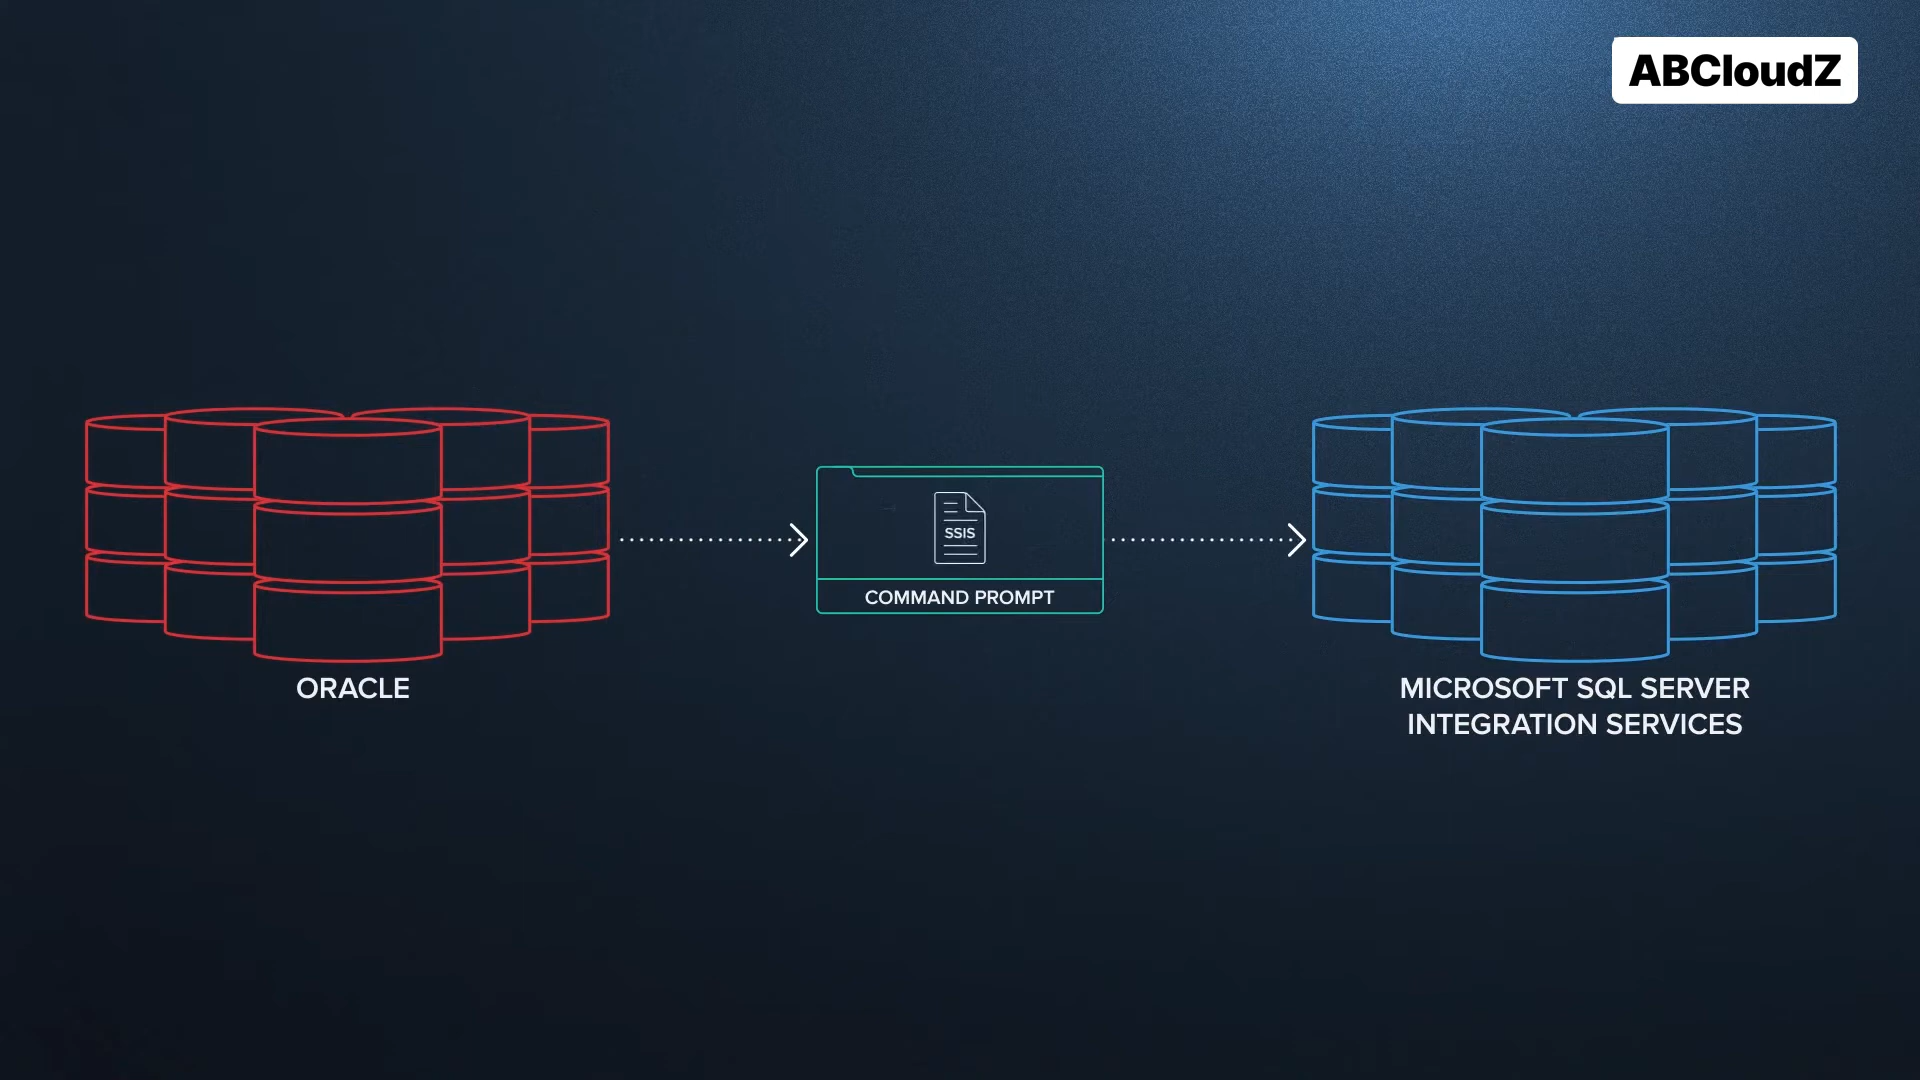 ABCloudZ
SSIS
COMMAND PROMPT
ORACLE
MICROSOFT SQL SERVER
INTEGRATION SERVICES